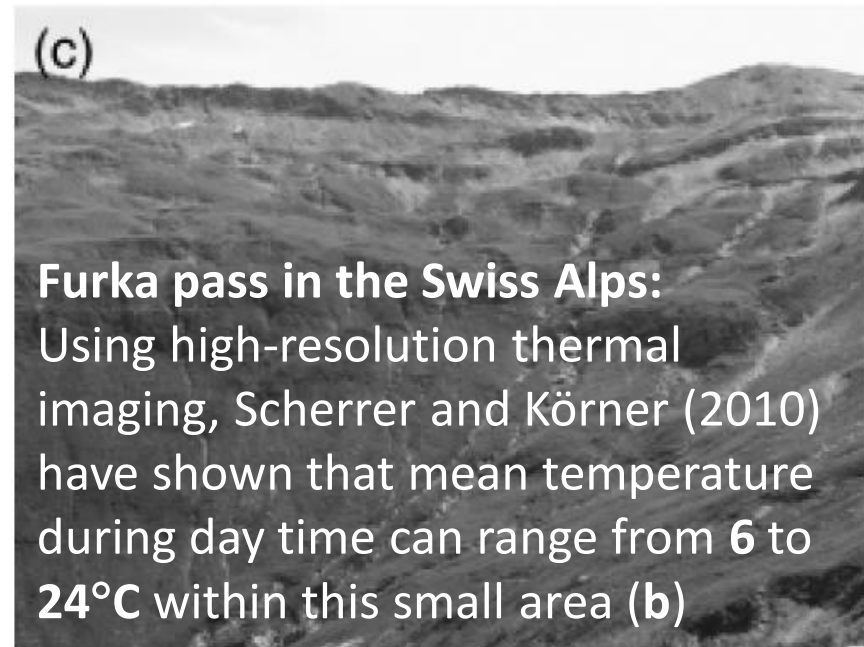 (c)
Furka pass in the Swiss Alps:
Using high-resolution thermal
imaging, Scherrer and Körner (2010)
have shown that mean temperature
during day time can range from 6 to
24°C within this small area (b)